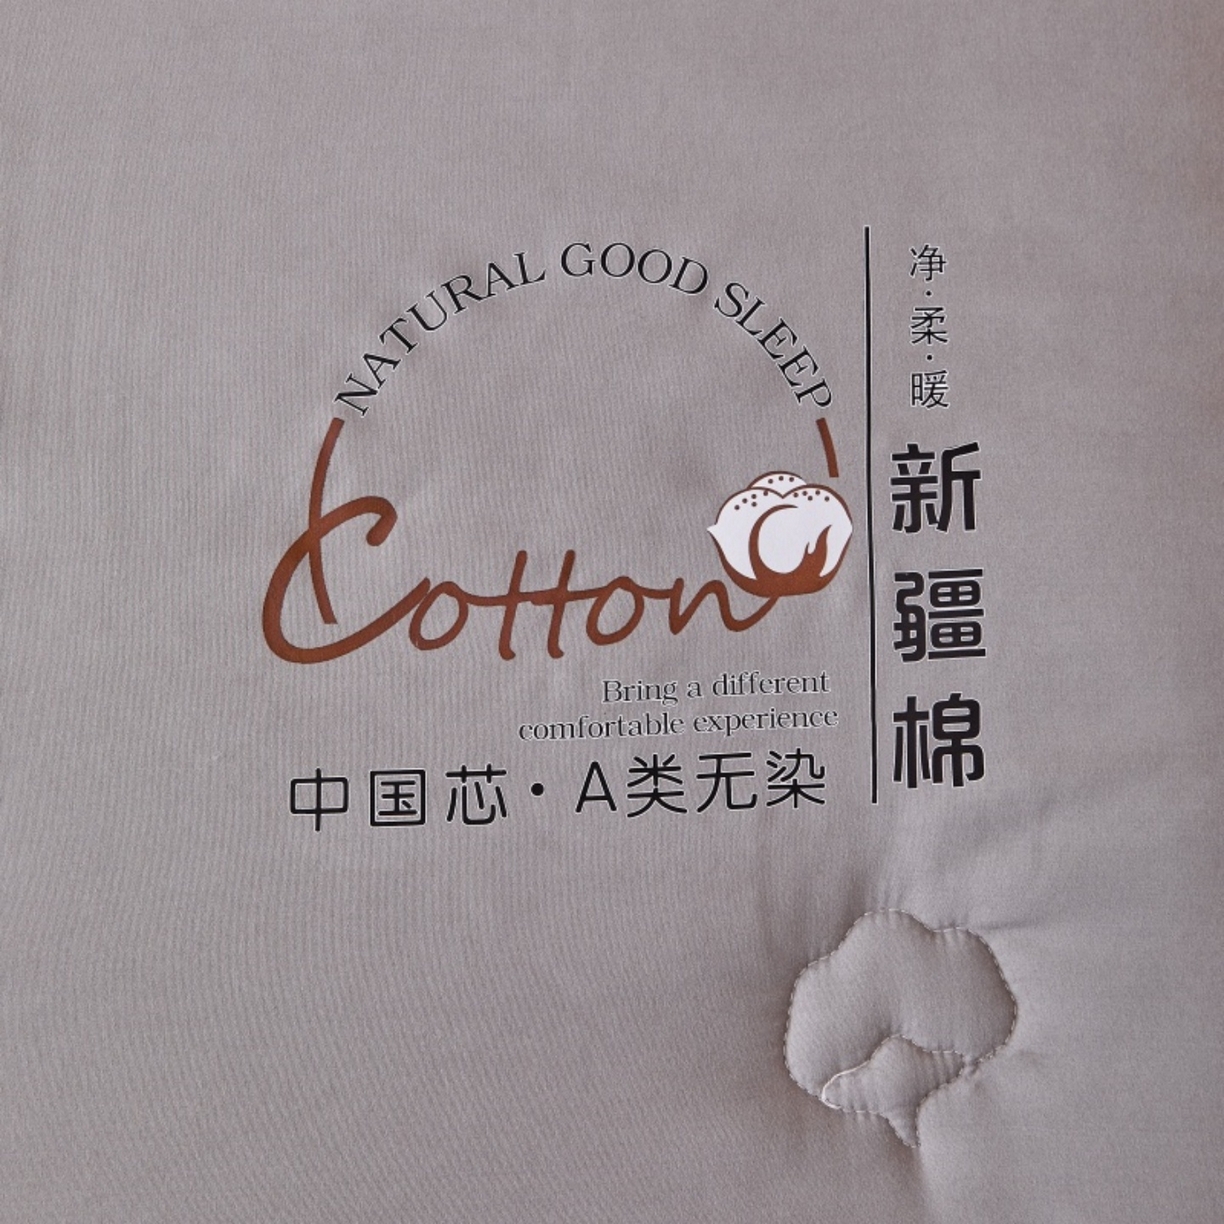 NATURAL GOOD SLEEP
Cotton
Bring a different
comfortable experience
中国芯·A类无染
净·柔·暖
新疆棉